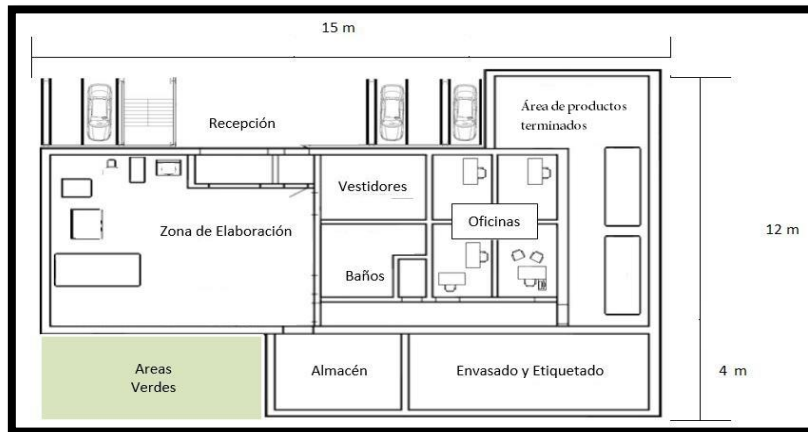 15 m
Área de productos
terminados
Recepción
Vestidores
Oficinas
Zona de Elaboración
12 m
Baños
Areas
Verdes
Almacén
Envasado y Etiquetado
4 m